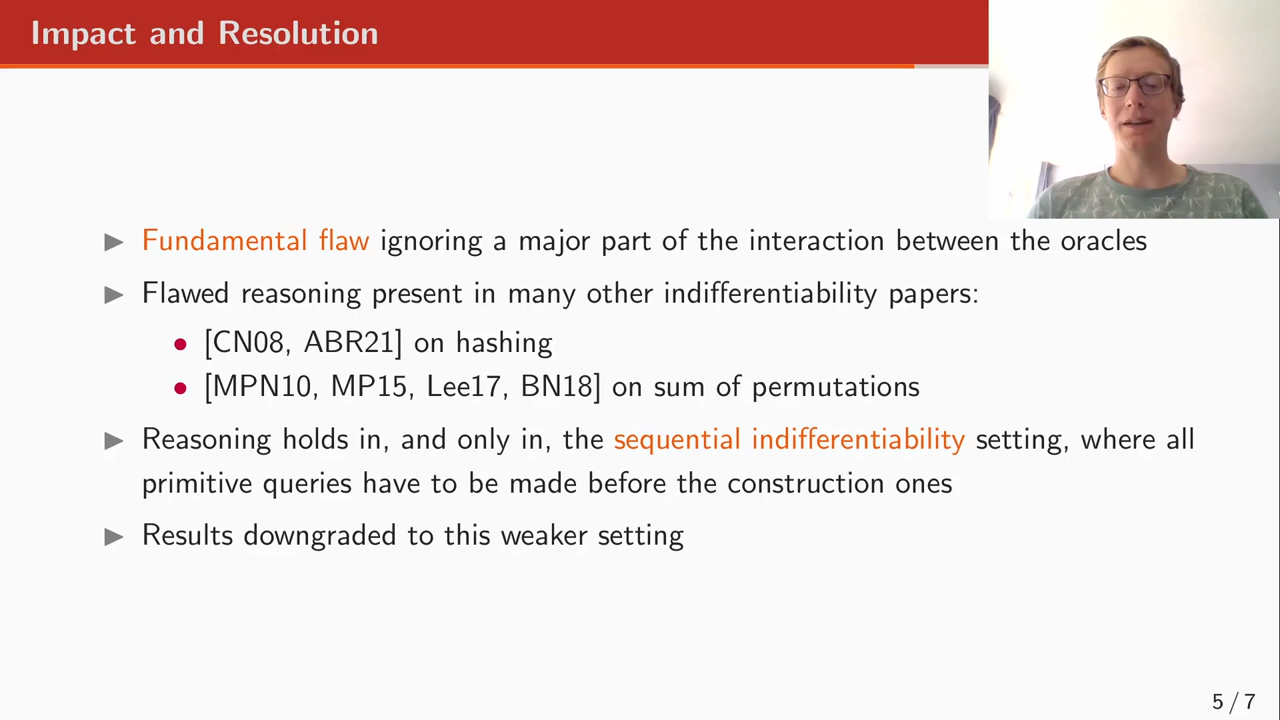 Impact and Resolution
▶ Fundamental flaw ignoring a major part of the interaction between the oracles
▶ Flawed reasoning present in many other indifferentiability papers:
• [CN08, ABR21] on hashing
• [MPN10, MP15, Lee17, BN18] on sum of permutations
▶ Reasoning holds in, and only in, the sequential indifferentiability setting, where all
primitive queries have to be made before the construction ones
▶ Results downgraded to this weaker setting
5 / 7